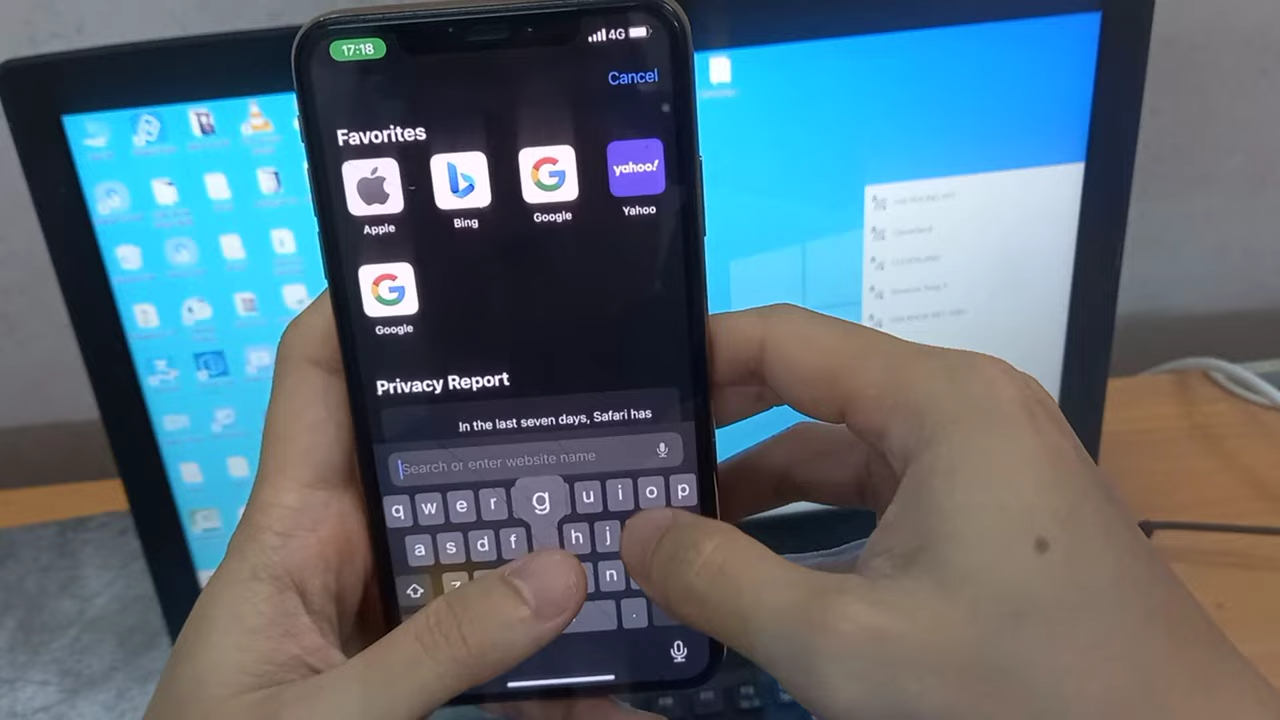 17:18
4G
Cancel
Favorites
yahoo!
Apple
Bing
Google
Yahoo
Google
Privacy Report
In the last seven days, Safari has
Search or enter website name
q w e r g u i o p
a s d f h j
z n
.